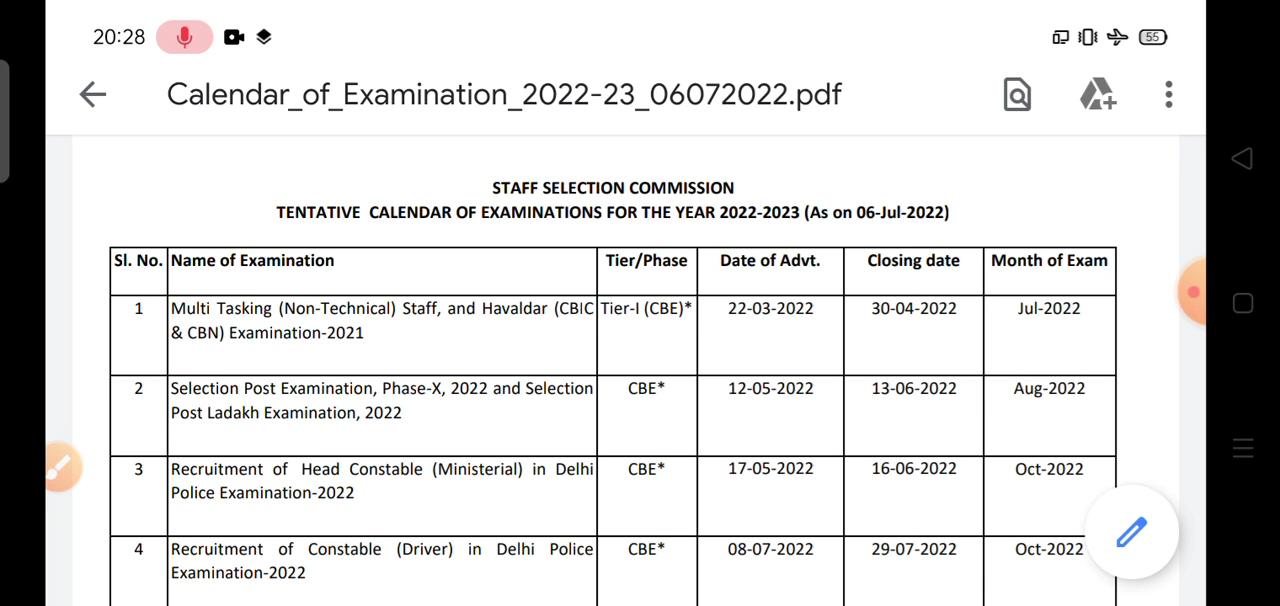 20:28
55
Calendar_of_Examination_2022-23_06072022.pdf
STAFF SELECTION COMMISSION
TENTATIVE CALENDAR OF EXAMINATIONS FOR THE YEAR 2022-2023 (As on 06-Jul-2022)
Sl. No. Name of Examination Tier/Phase Date of Advt. Closing date Month of Exam
1 Multi Tasking (Non-Technical) Staff, and Havaldar (CBIC Tier-I (CBE)* 22-03-2022 30-04-2022 Jul-2022
& CBN) Examination-2021
2 Selection Post Examination, Phase-X, 2022 and Selection CBE* 12-05-2022 13-06-2022 Aug-2022
Post Ladakh Examination, 2022
3 Recruitment of Head Constable (Ministerial) in Delhi CBE* 17-05-2022 16-06-2022 Oct-2022
Police Examination-2022
4 Recruitment of Constable (Driver) in Delhi Police CBE* 08-07-2022 29-07-2022 Oct-2022
Examination-2022